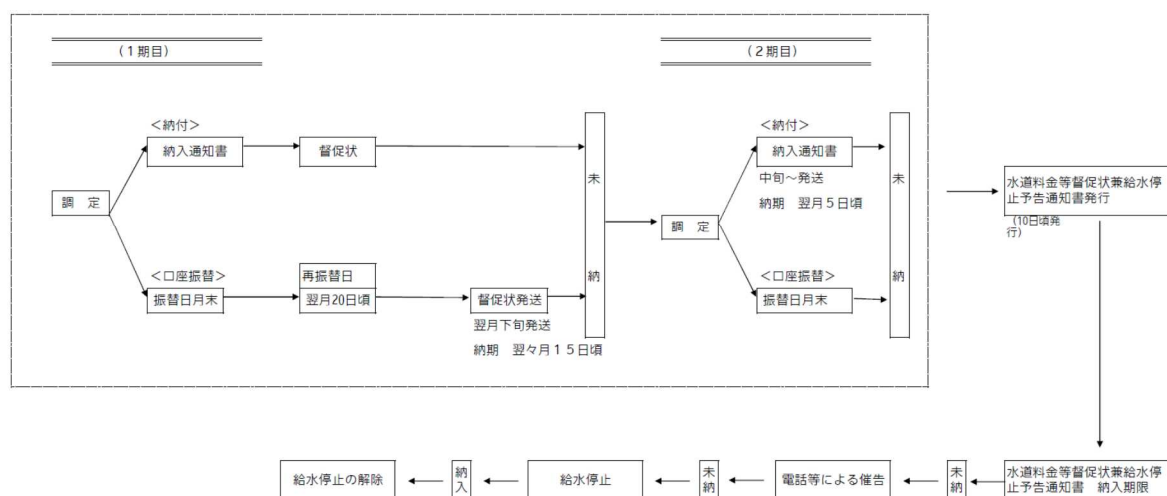 (１期目)
＜納付＞
納入通知書
督促状
調　定
＜口座振替＞
振替日月末
再振替日
翌月20日頃
督促状発送
翌月下旬発送
納期　翌々月１５日頃
未
納
(２期目)
＜納付＞
納入通知書
中旬～発送
納期　翌月５日頃
調　定
＜口座振替＞
振替日月末
未
納
水道料金等督促状兼給水停
止予告通知書発行
(10日頃発
行)
水道料金等督促状兼給水停
止予告通知書　納入期限
未
納
電話等による催告
未
納
給水停止
納
入
給水停止の解除